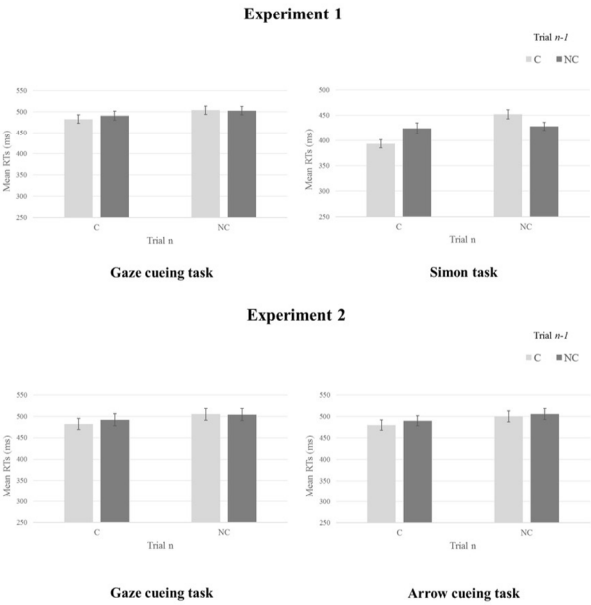 Experiment 1
Trial n-1
C NC
550
500
450
400
350
300
250
Mean RTs (ms)
C NC
Trial n
Gaze cueing task
500
450
400
350
300
250
Mean RTs (ms)
C NC
Trial n
Simon task
Experiment 2
Trial n-1
C NC
550
500
450
400
350
300
250
Mean RTs (ms)
C NC
Trial n
Gaze cueing task
550
500
450
400
350
300
250
Mean RTs (ms)
C NC
Trial n
Arrow cueing task